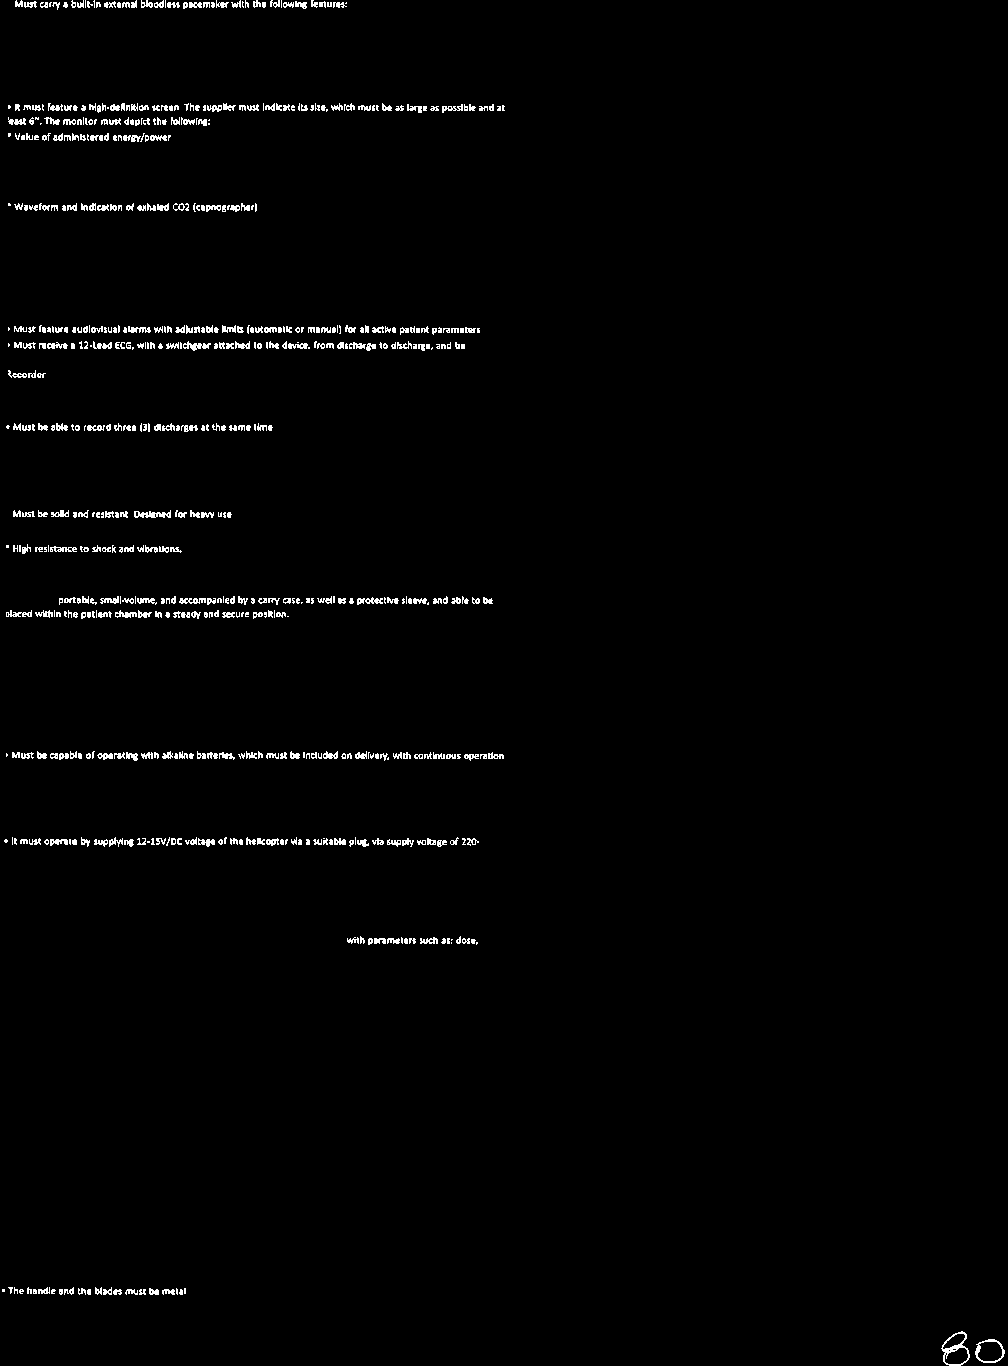 Must carry a built-in external bloodless pacemaker with the following features:
• It must feature a high-definition screen. The supplier must indicate its size, which must be as large as possible and at
least 6". The monitor must depict the following:
* Value of administered energy/power
* Waveform and indication of exhaled CO2 (capnographer)
• Must feature audiovisual alarms with adjustable limits (automatic or manual) for all active patient parameters
• Must receive a 12-Lead ECG, with a switchgear attached to the device, from discharge to discharge, and be
Recorder
• Must be able to record three (3) discharges at the same time
Must be solid and resistant. Designed for heavy use
* High resistance to shock and vibrations.
portable, small-volume, and accompanied by a carry case, as well as a protective sleeve, and able to be
placed within the patient chamber in a steady and secure position.
• Must be capable of operating with alkaline batteries, which must be included on delivery, with continuous operation
• It must operate by supplying 12-15V/DC voltage of the helicopter via a suitable plug, via supply voltage of 220-
with parameters such as: dose,
• The handle and the blades must be metal
80